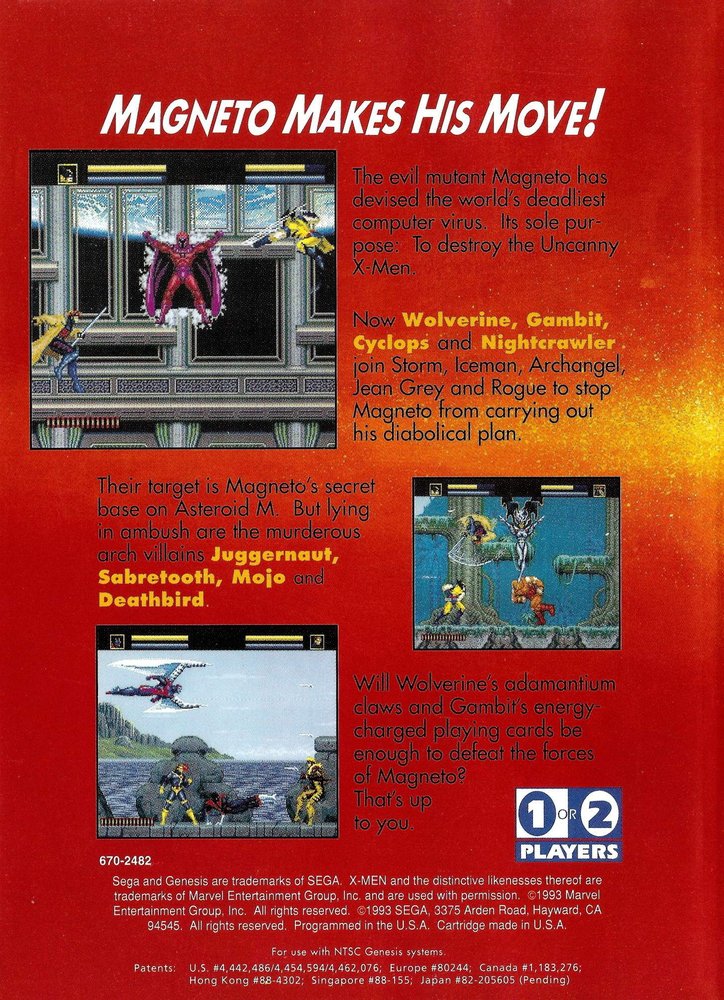 MAGNETO MAKES HIS MOVE!
The evil mutant Magneto has
devised the world's deadliest
computer virus. Its sole pur-
pose: To destroy the Uncanny
X-Men.
Now Wolverine, Gambit,
Cyclops and Nightcrawler
join Storm, Iceman, Archangel,
Jean Grey and Rogue to stop
Magneto from carrying out
his diabolical plan.
Their target is Magneto's secret
base on Asteroid M. But lying
in ambush are the murderous
arch villains Juggernaut,
Sabretooth, Mojo and
Deathbird.
Will Wolverine's adamantium
claws and Gambit's energy-
charged playing cards be
enough to defeat the forces
of Magneto?
That's up
to you.
1 OR 2
PLAYERS
670-2482
Sega and Genesis are trademarks of SEGA. X-MEN and the distinctive likenesses thereof are
trademarks of Marvel Entertainment Group, Inc. and are used with permission. ©1993 Marvel
Entertainment Group, Inc. All rights reserved. ©1993 SEGA, 3375 Arden Road, Hayward, CA
94545. All rights reserved. Programmed in the U.S.A. Cartridge made in U.S.A.
For use with NTSC Genesis systems.
Patents: U.S. #4,442,486/4,454,594/4,462,076; Europe #80244; Canada #1,183,276;
Hong Kong #88-4302; Singapore #88-155; Japan #82-205605 (Pending)